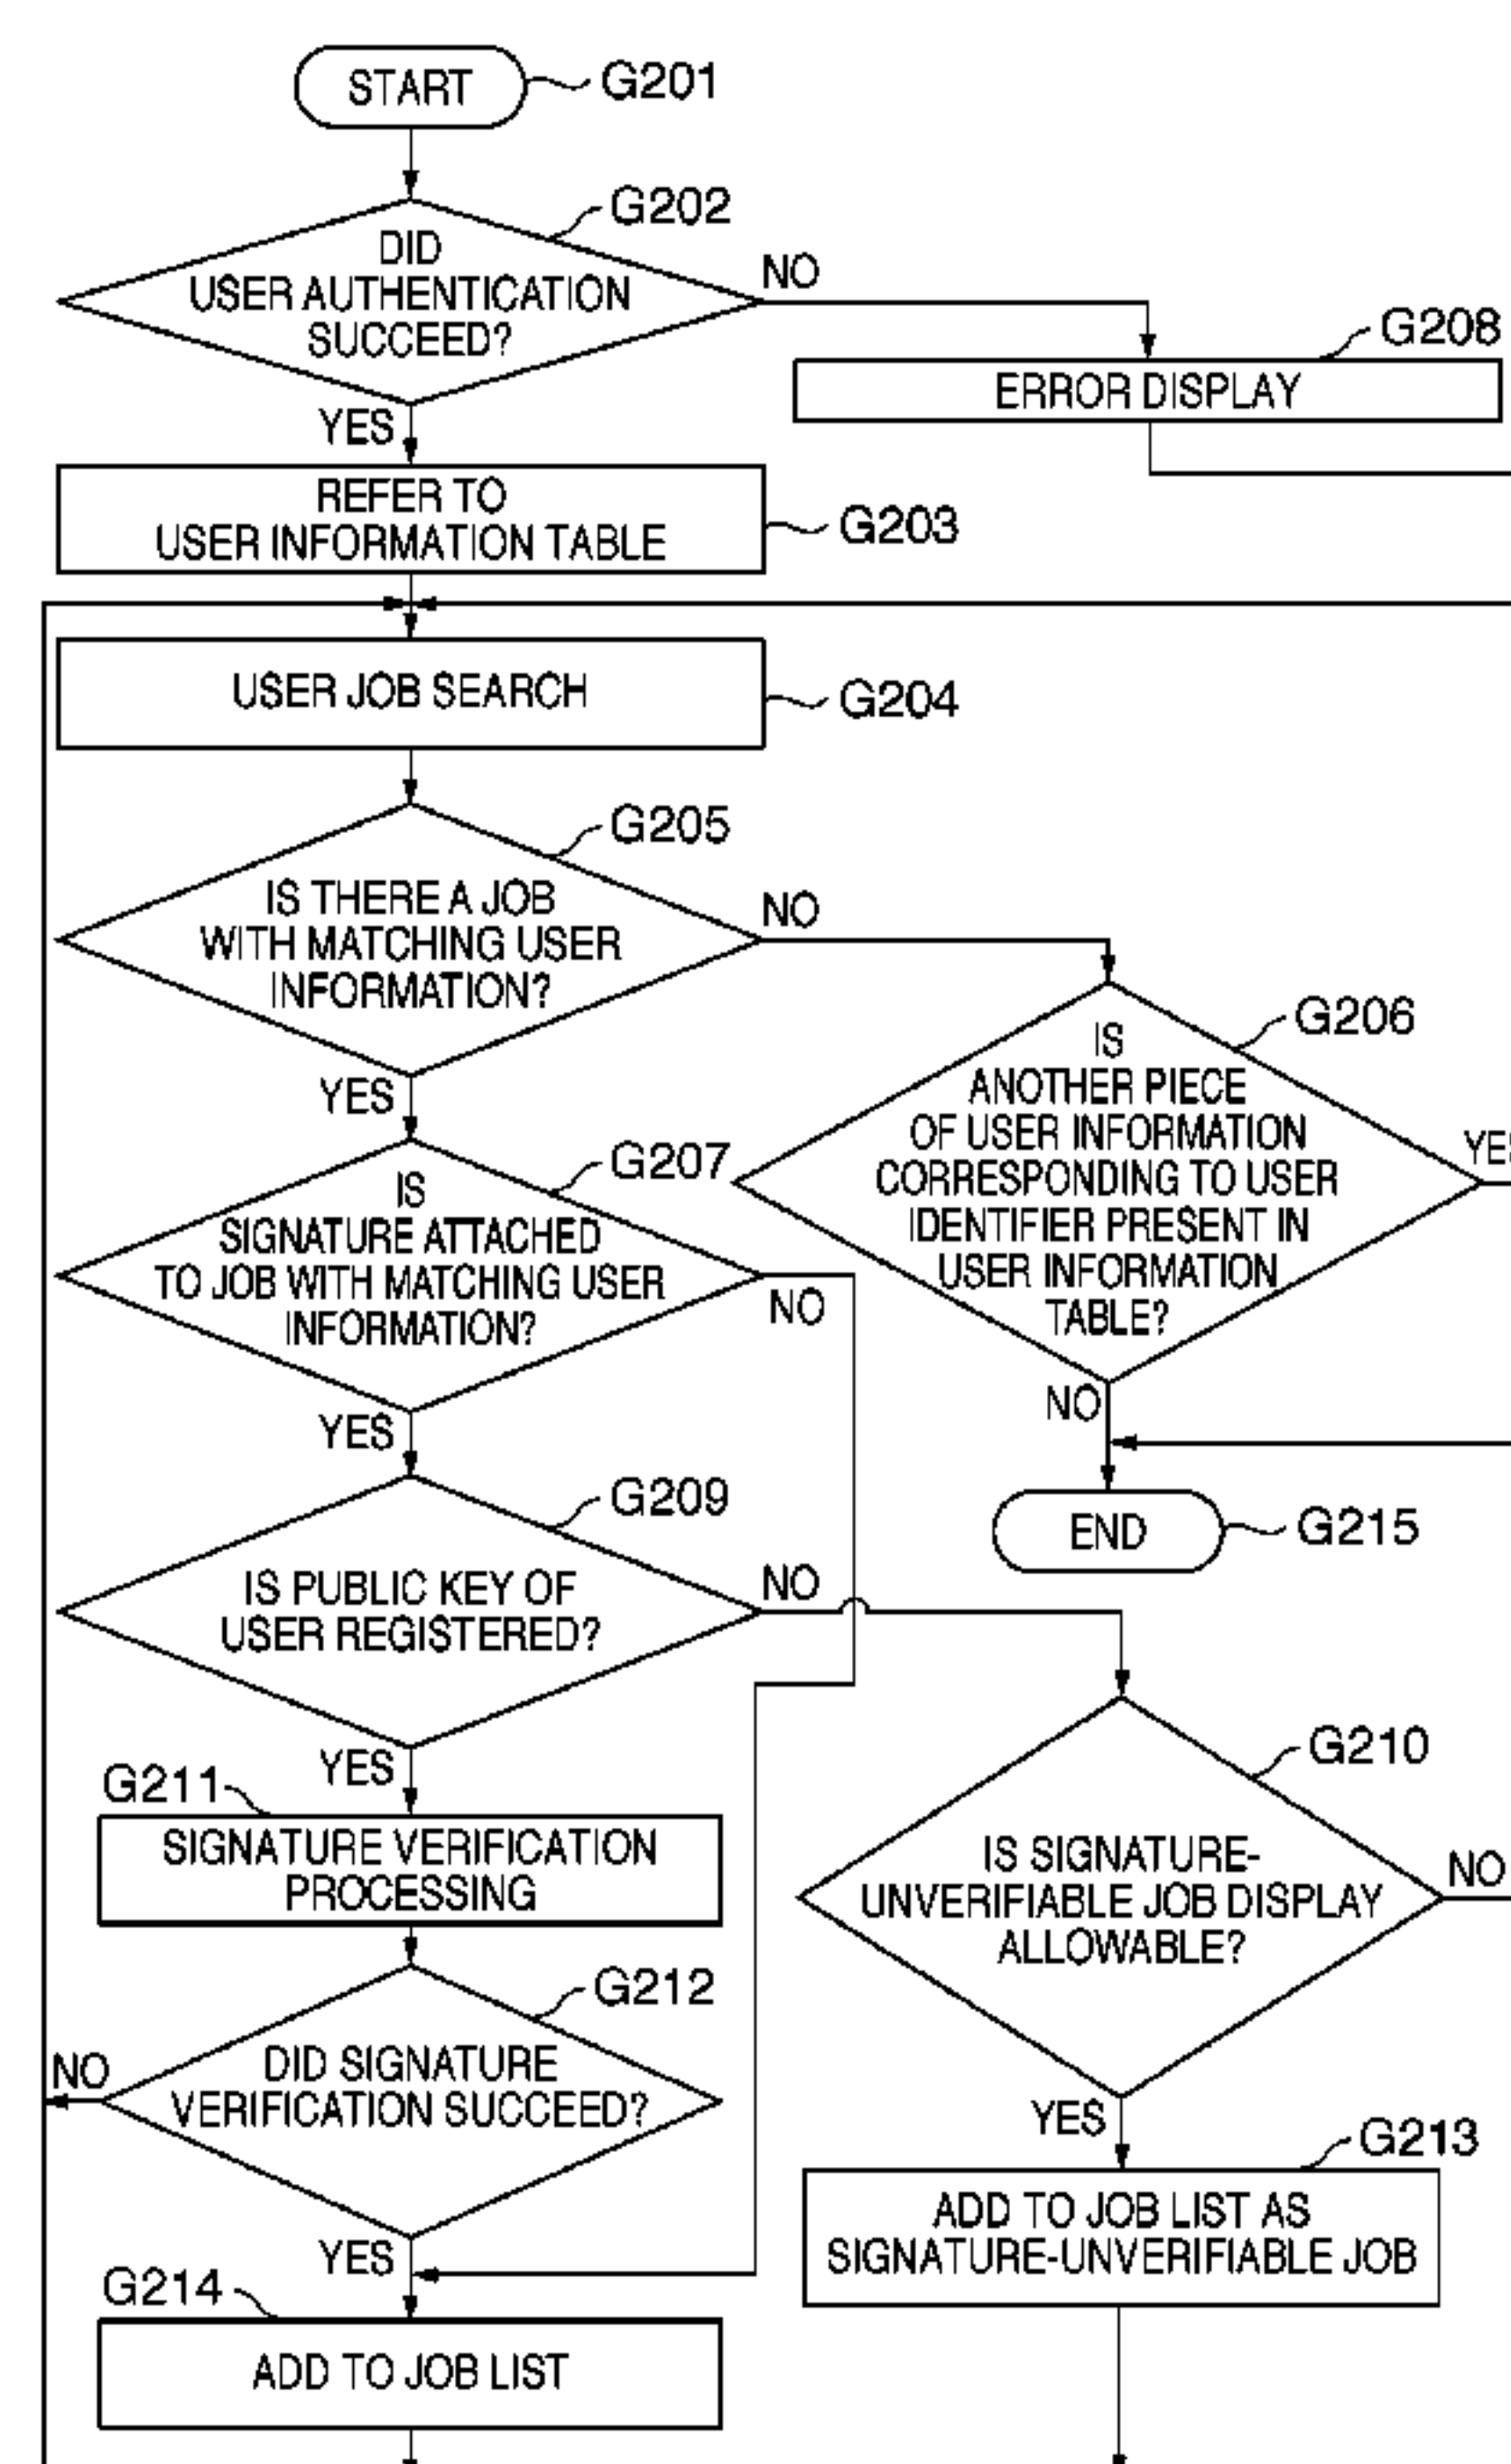 START
G201
G202
DID
USER AUTHENTICATION
SUCCEED?
NO
YES
G208
ERROR DISPLAY
REFER TO
USER INFORMATION TABLE
G203
USER JOB SEARCH
G204
G205
IS THERE A JOB
WITH MATCHING USER
INFORMATION?
NO
YES
G206
IS
ANOTHER PIECE
OF USER INFORMATION
CORRESPONDING TO USER
IDENTIFIER PRESENT IN
USER INFORMATION
TABLE?
YES
NO
G207
IS
SIGNATURE ATTACHED
TO JOB WITH MATCHING USER
INFORMATION?
NO
YES
END
G215
G209
IS PUBLIC KEY OF
USER REGISTERED?
NO
YES
G210
IS SIGNATURE-
UNVERIFIABLE JOB DISPLAY
ALLOWABLE?
NO
YES
G211
SIGNATURE VERIFICATION
PROCESSING
G212
DID SIGNATURE
VERIFICATION SUCCEED?
NO
YES
G213
ADD TO JOB LIST AS
SIGNATURE-UNVERIFIABLE JOB
G214
ADD TO JOB LIST